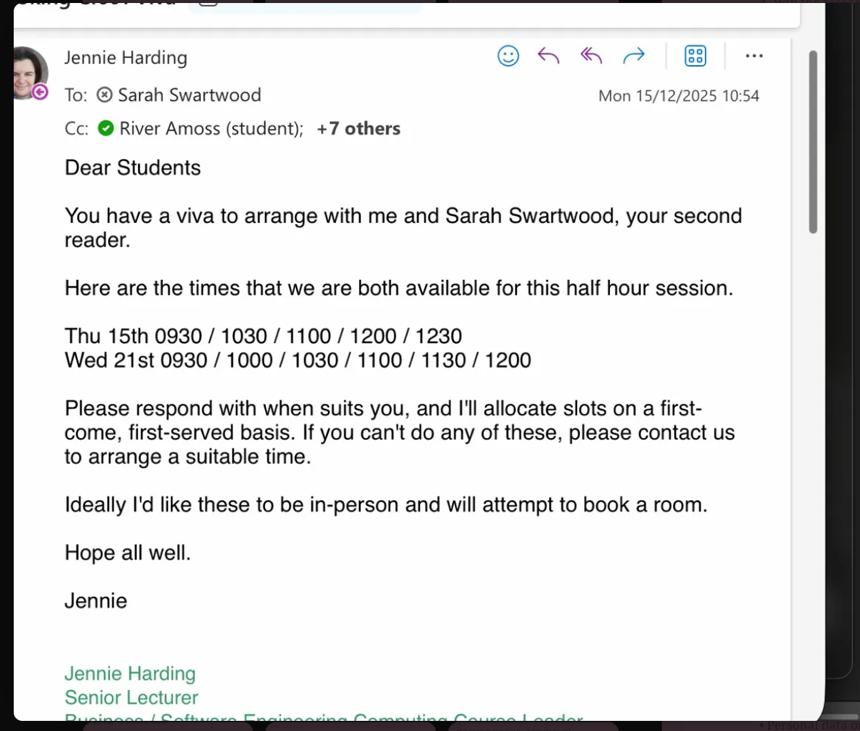 Jennie Harding
To: Sarah Swartwood
Mon 15/12/2025 10:54
Cc: River Amoss (student); +7 others
Dear Students
You have a viva to arrange with me and Sarah Swartwood, your second
reader.
Here are the times that we are both available for this half hour session.
Thu 15th 0930 / 1030 / 1100 / 1200 / 1230
Wed 21st 0930 / 1000 / 1030 / 1100 / 1130 / 1200
Please respond with when suits you, and I'll allocate slots on a first-
come, first-served basis. If you can't do any of these, please contact us
to arrange a suitable time.
Ideally I'd like these to be in-person and will attempt to book a room.
Hope all well.
Jennie
Jennie Harding
Senior Lecturer
Business / Software Engineering Computing Course Leader